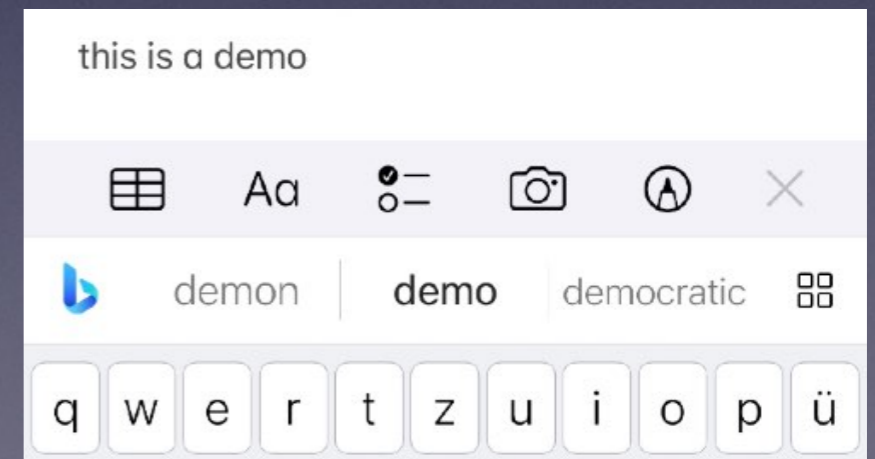 this is a demo
Aa
demon demo democratic
q w e r t z u i o p ü